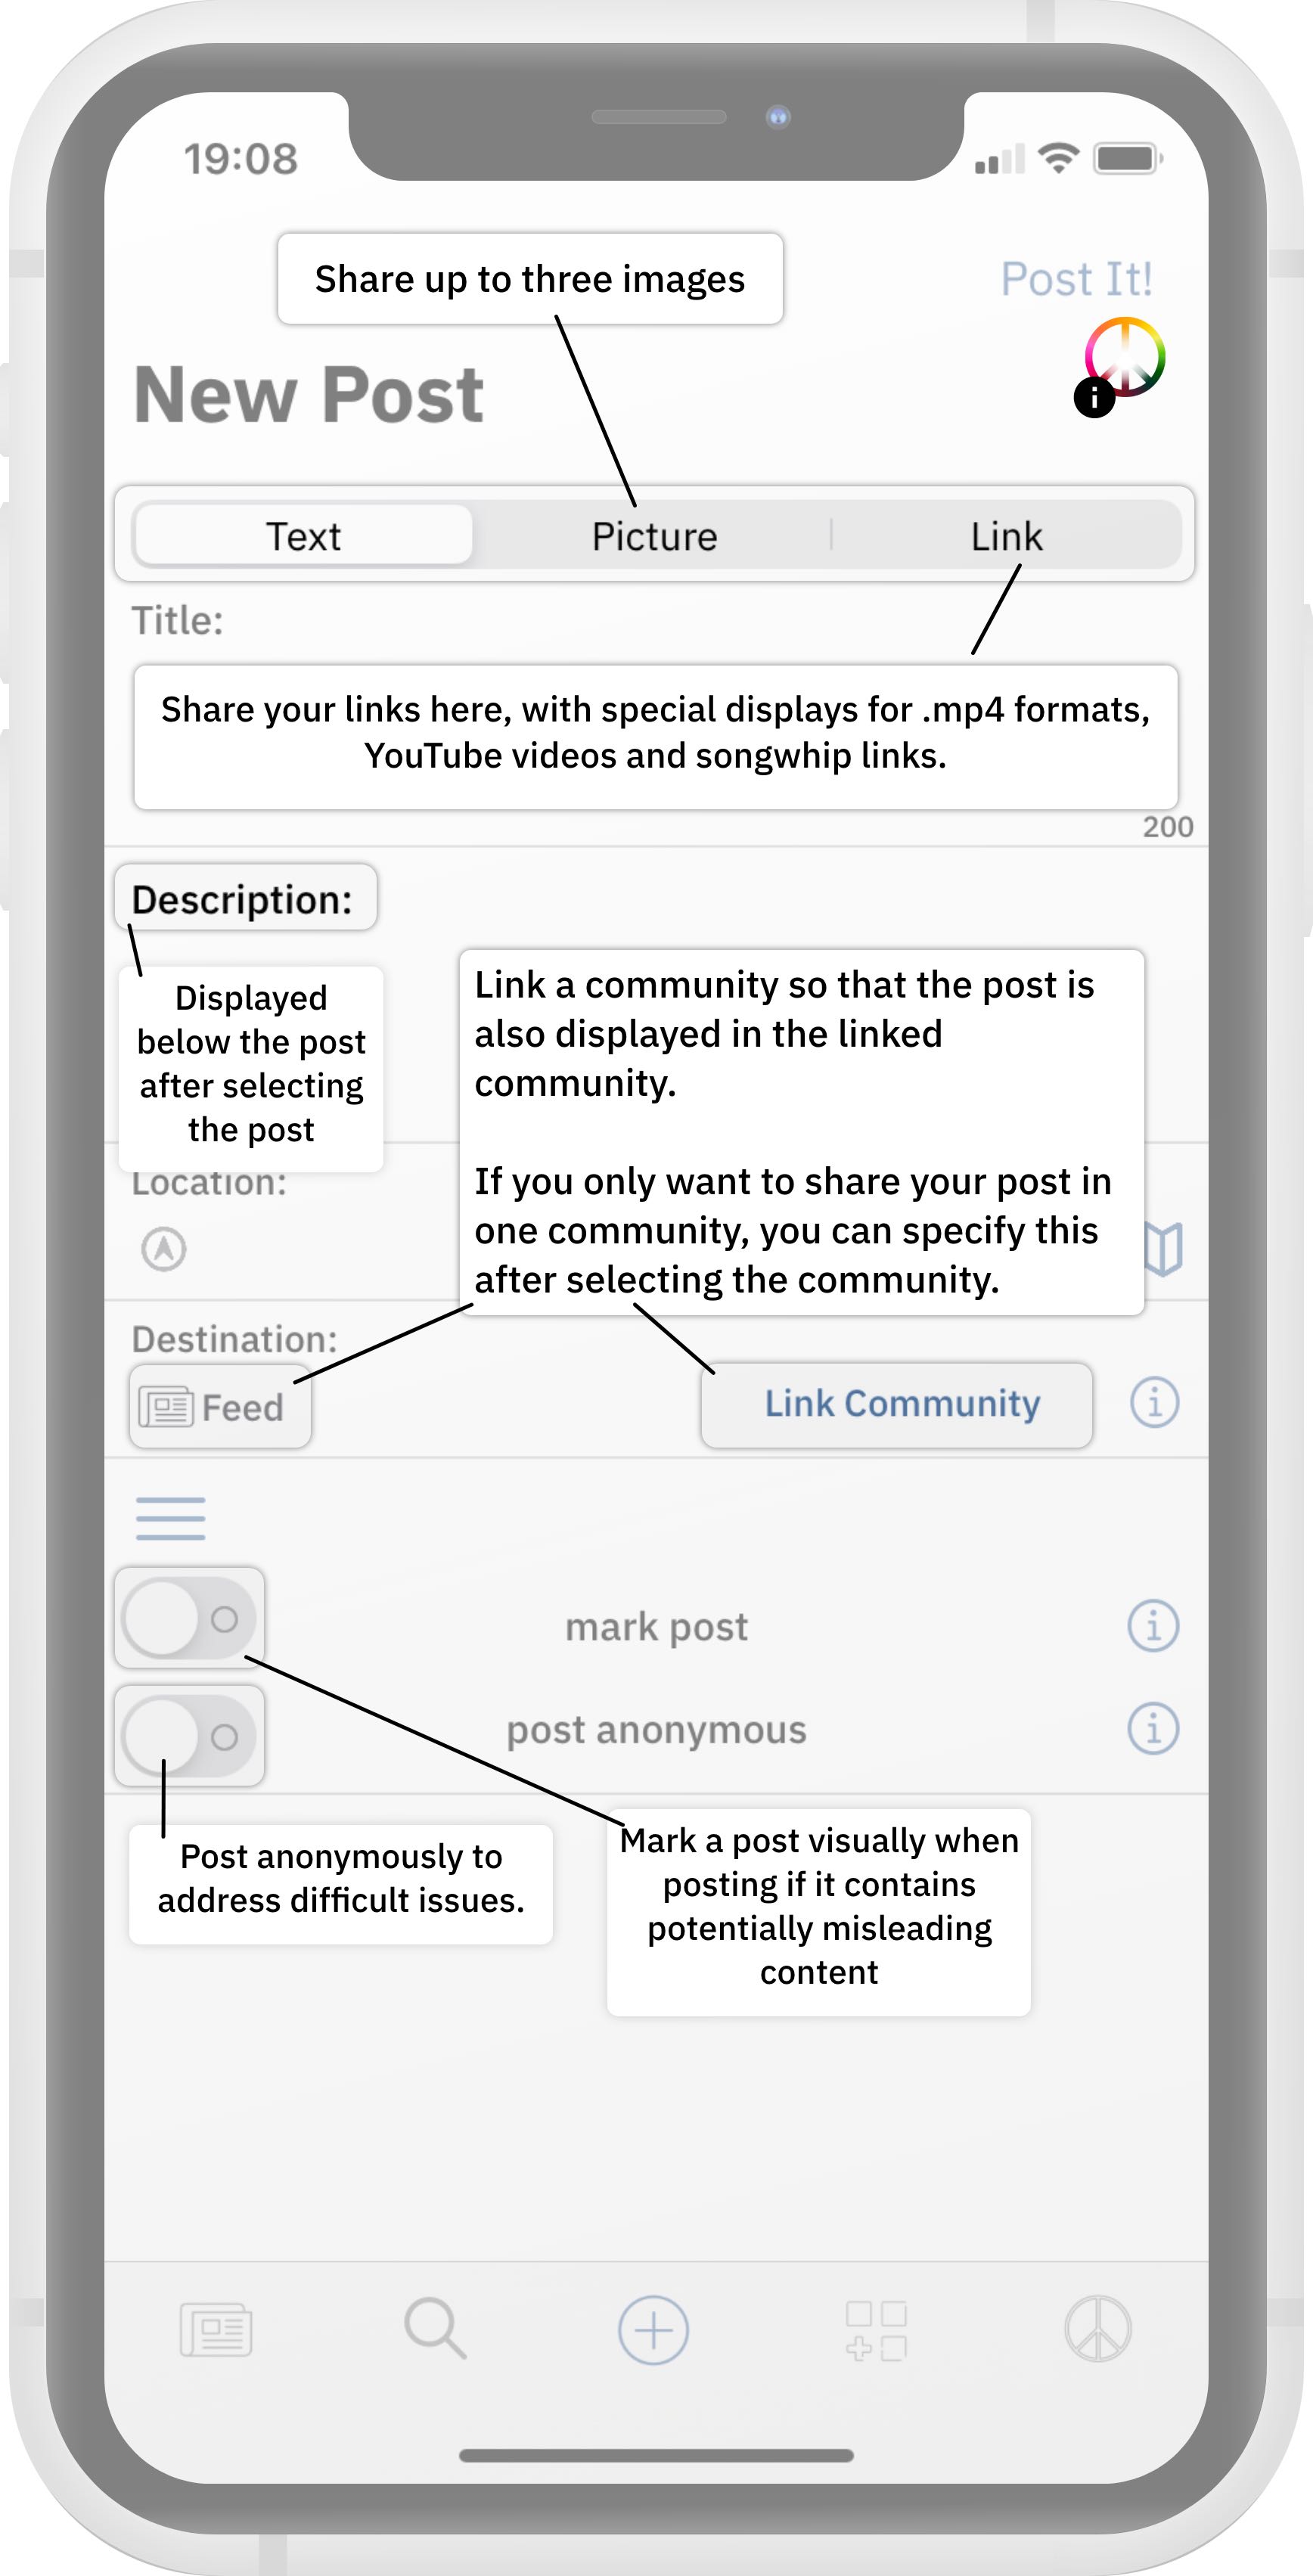 19:08
Share up to three images
Post It!
i
New Post
Text
Picture
Link
Title:
Share your links here, with special displays for .mp4 formats,
YouTube videos and songwhip links.
200
Description:
Displayed
below the post
after selecting
the post
Link a community so that the post is
also displayed in the linked
community.
If you only want to share your post in
one community, you can specify this
after selecting the community.
Location:
Destination:
Feed
Link Community
i
mark post
i
post anonymous
i
Post anonymously to
address difficult issues.
Mark a post visually when
posting if it contains
potentially misleading
content